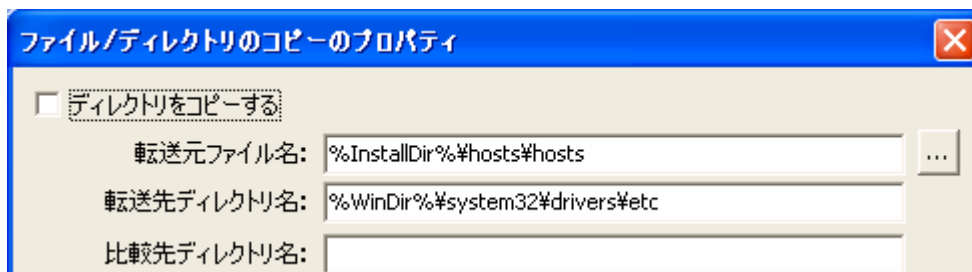 ファイル/ディレクトリのコピーのプロパティ
ディレクトリをコピーする
転送元ファイル名: %InstallDir%¥hosts¥hosts ...
転送先ディレクトリ名: %WinDir%¥system32¥drivers¥etc
比較先ディレクトリ名: